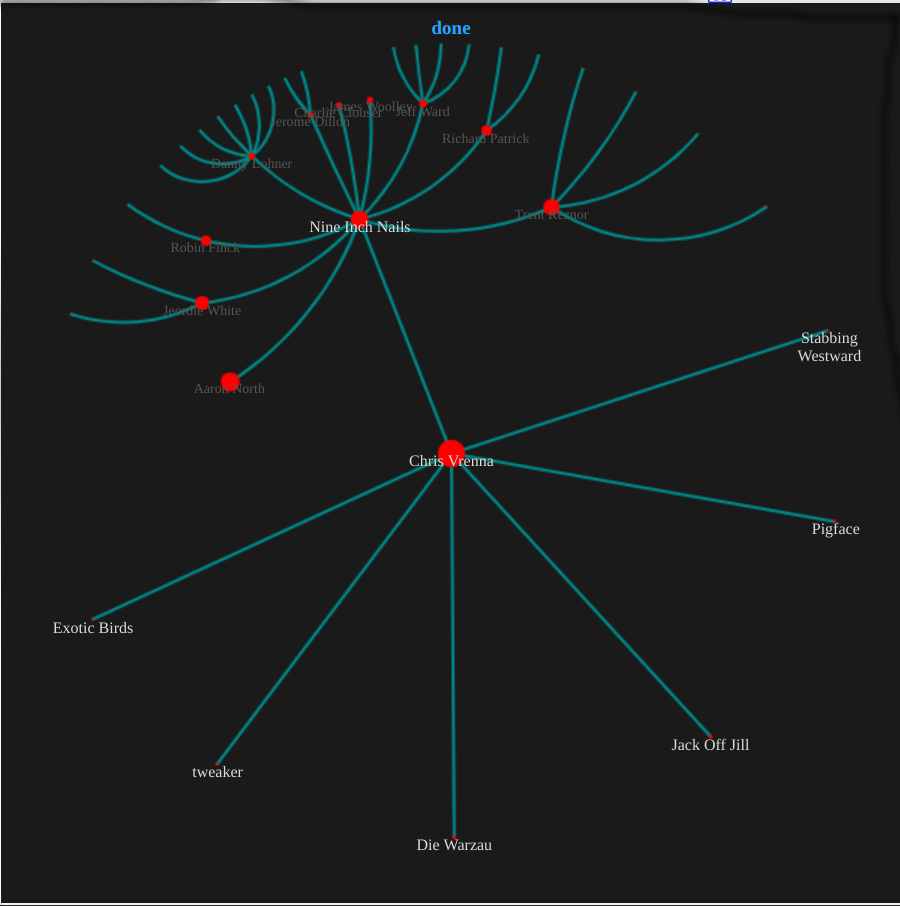 done
James Woolley
Charlie Clouser
Jeff Ward
Jerome Dillon
Richard Patrick
Danny Lohner
Trent Reznor
Nine Inch Nails
Robin Finck
Jeordie White
Stabbing
Westward
Aaron North
Chris Vrenna
Pigface
Exotic Birds
Jack Off Jill
tweaker
Die Warzau